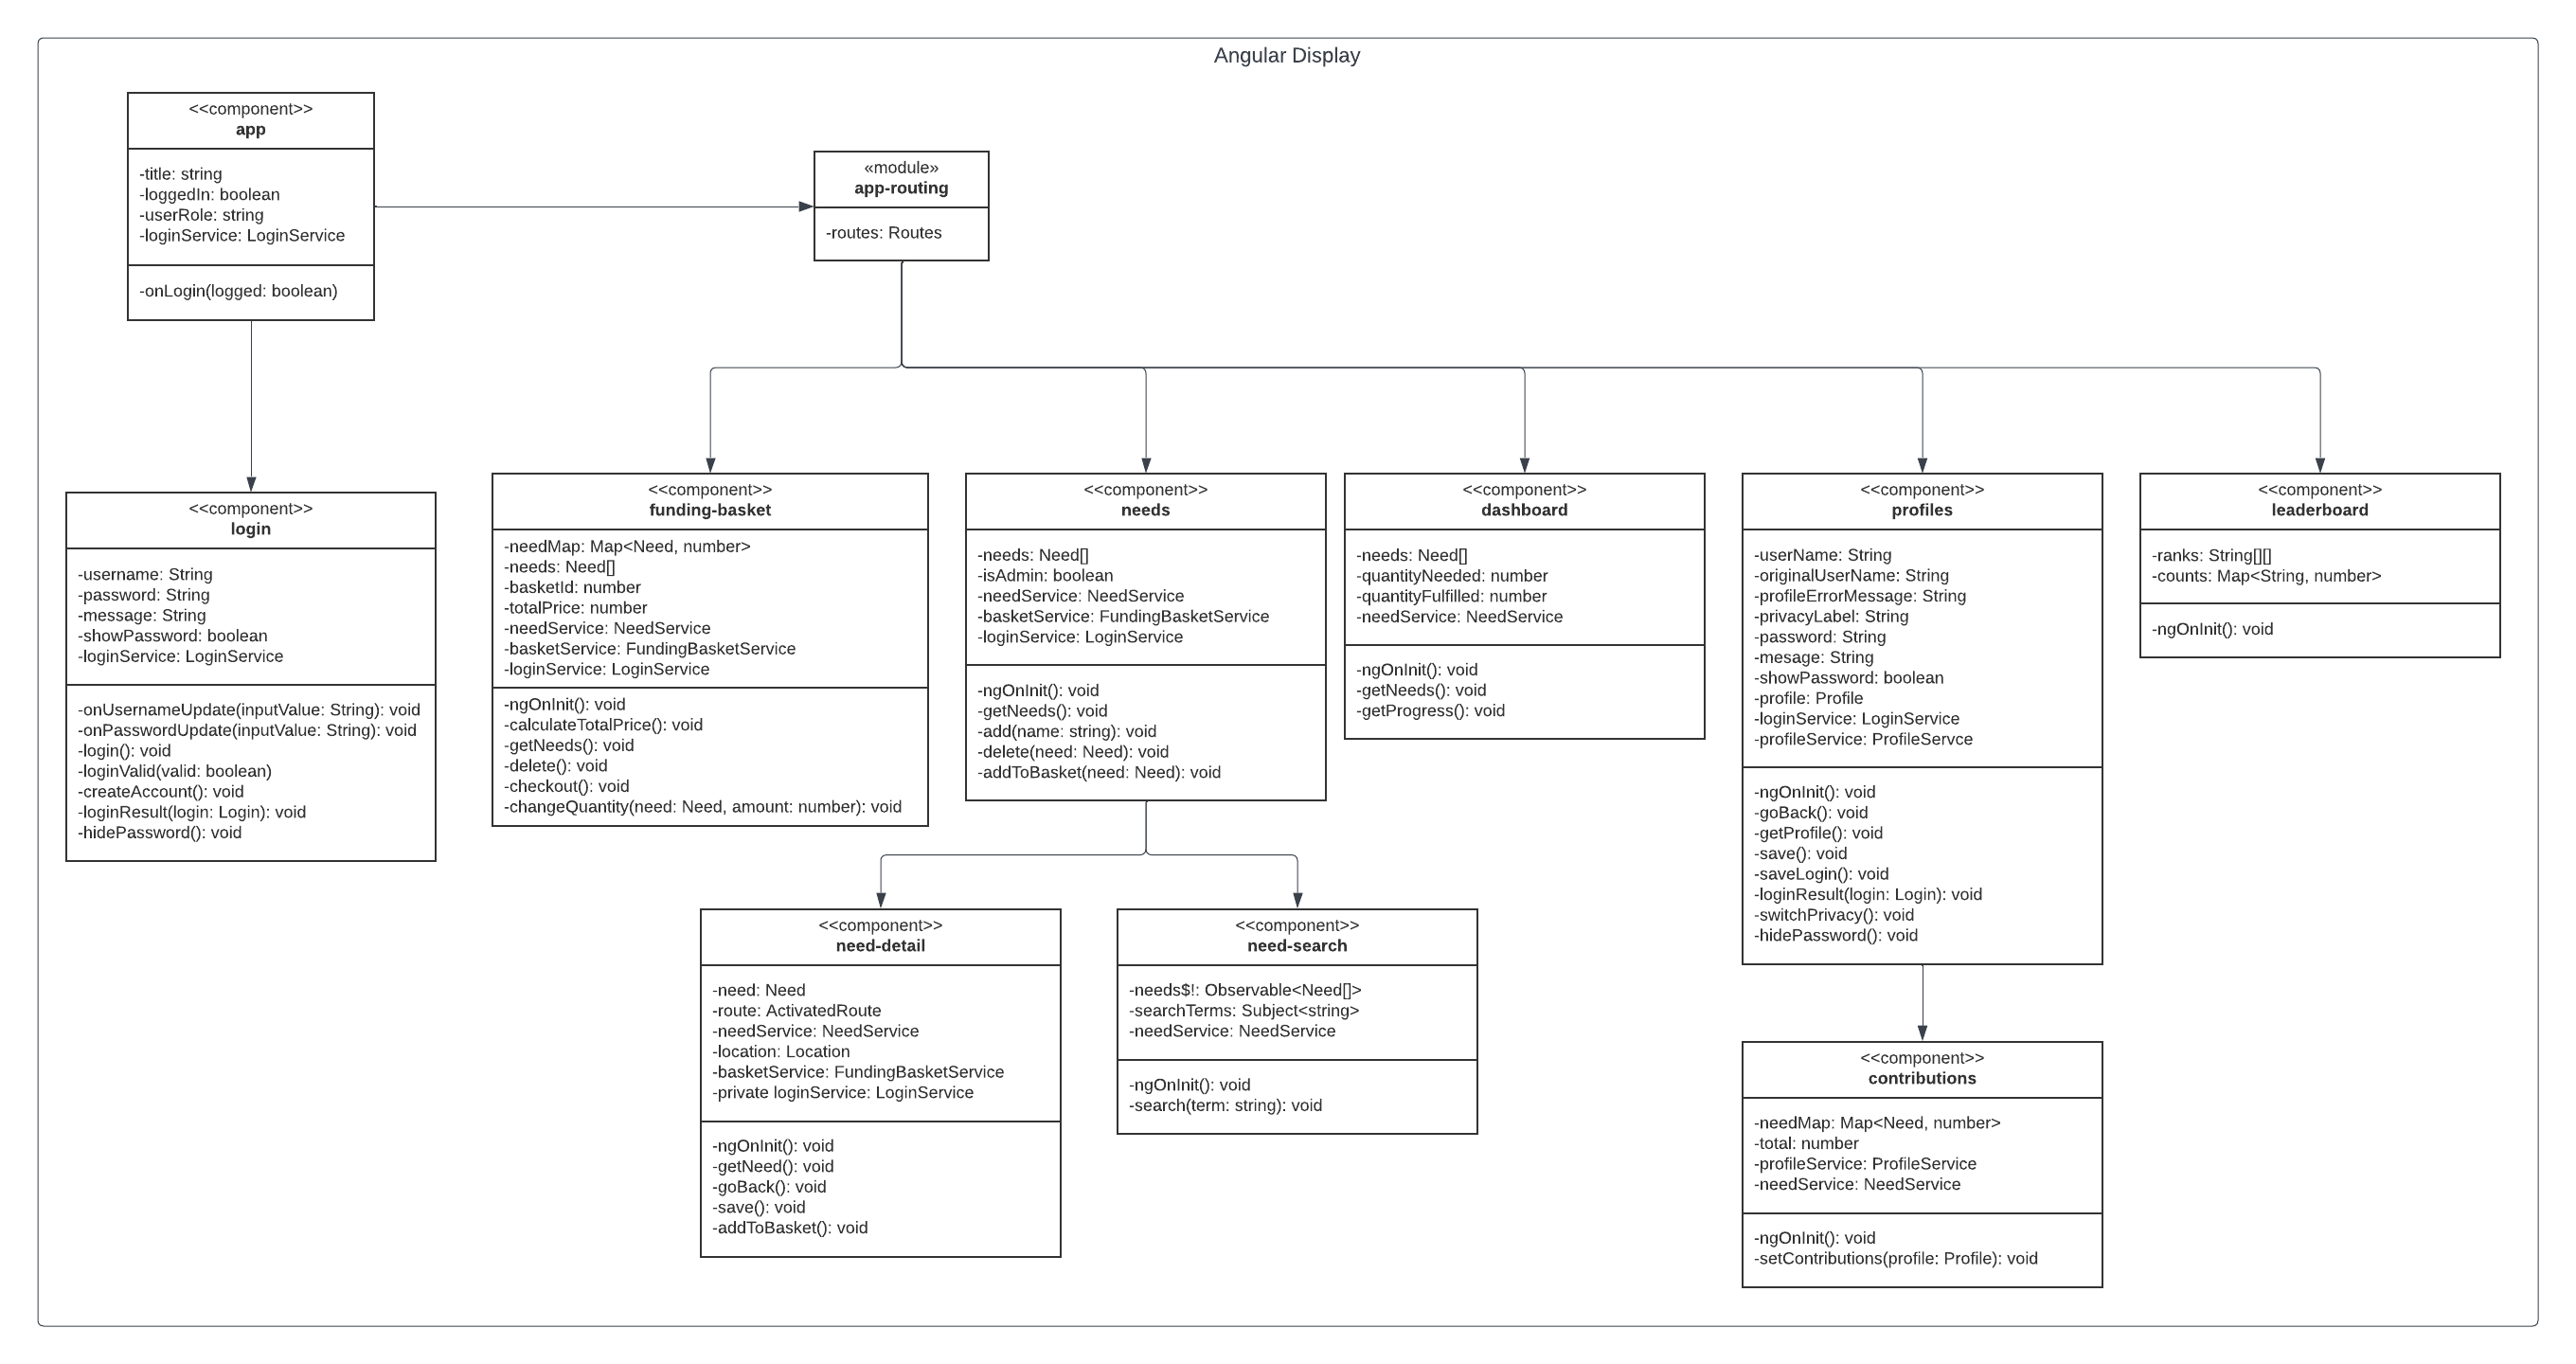 Angular Display
<<component>>
app
-title: string
-loggedIn: boolean
-userRole: string
-loginService: LoginService
-onLogin(logged: boolean)
«module»
app-routing
-routes: Routes
<<component>>
login
-username: String
-password: String
-message: String
-showPassword: boolean
-loginService: LoginService
-onUsernameUpdate(inputValue: String): void
-onPasswordUpdate(inputValue: String): void
-login(): void
-loginValid(valid: boolean)
-createAccount(): void
-loginResult(login: Login): void
-hidePassword(): void
<<component>>
funding-basket
-needMap: Map<Need, number>
-needs: Need[]
-basketId: number
-totalPrice: number
-needService: NeedService
-basketService: FundingBasketService
-loginService: LoginService
-ngOnInit(): void
-calculateTotalPrice(): void
-getNeeds(): void
-delete(): void
-checkout(): void
-changeQuantity(need: Need, amount: number): void
<<component>>
needs
-needs: Need[]
-isAdmin: boolean
-needService: NeedService
-basketService: FundingBasketService
-loginService: LoginService
-ngOnInit(): void
-getNeeds(): void
-add(name: string): void
-delete(need: Need): void
-addToBasket(need: Need): void
<<component>>
dashboard
-needs: Need[]
-quantityNeeded: number
-quantityFulfilled: number
-needService: NeedService
-ngOnInit(): void
-getNeeds(): void
-getProgress(): void
<<component>>
profiles
-userName: String
-originalUserName: String
-profileErrorMessage: String
-privacyLabel: String
-password: String
-mesage: String
-showPassword: boolean
-profile: Profile
-loginService: LoginService
-profileService: ProfileServce
-ngOnInit(): void
-goBack(): void
-getProfile(): void
-save(): void
-saveLogin(): void
-loginResult(login: Login): void
-switchPrivacy(): void
-hidePassword(): void
<<component>>
leaderboard
-ranks: String[][]
-counts: Map<String, number>
-ngOnInit(): void
<<component>>
need-detail
-need: Need
-route: ActivatedRoute
-needService: NeedService
-location: Location
-basketService: FundingBasketService
-private loginService: LoginService
-ngOnInit(): void
-getNeed(): void
-goBack(): void
-save(): void
-addToBasket(): void
<<component>>
need-search
-needs$!: Observable<Need[]>
-searchTerms: Subject<string>
-needService: NeedService
-ngOnInit(): void
-search(term: string): void
<<component>>
contributions
-needMap: Map<Need, number>
-total: number
-profileService: ProfileService
-needService: NeedService
-ngOnInit(): void
-setContributions(profile: Profile): void